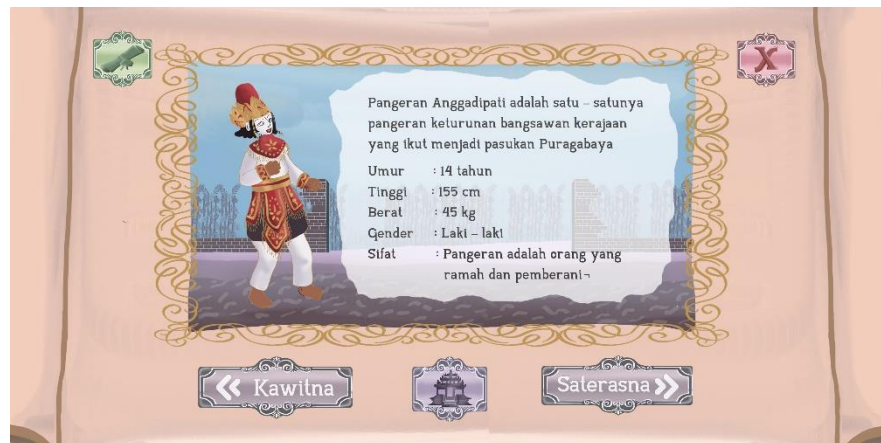 Pangeran Anggadipati adalah satu – satunya
pangeran keturunan bangsawan kerajaan
yang ikut menjadi pasukan Puragabaya
Umur : 14 tahun
Tinggi : 155 cm
Berat : 45 kg
Gender : Laki – laki
Sifat : Pangeran adalah orang yang
ramah dan pemberani¬
Kawitna
Saterasna